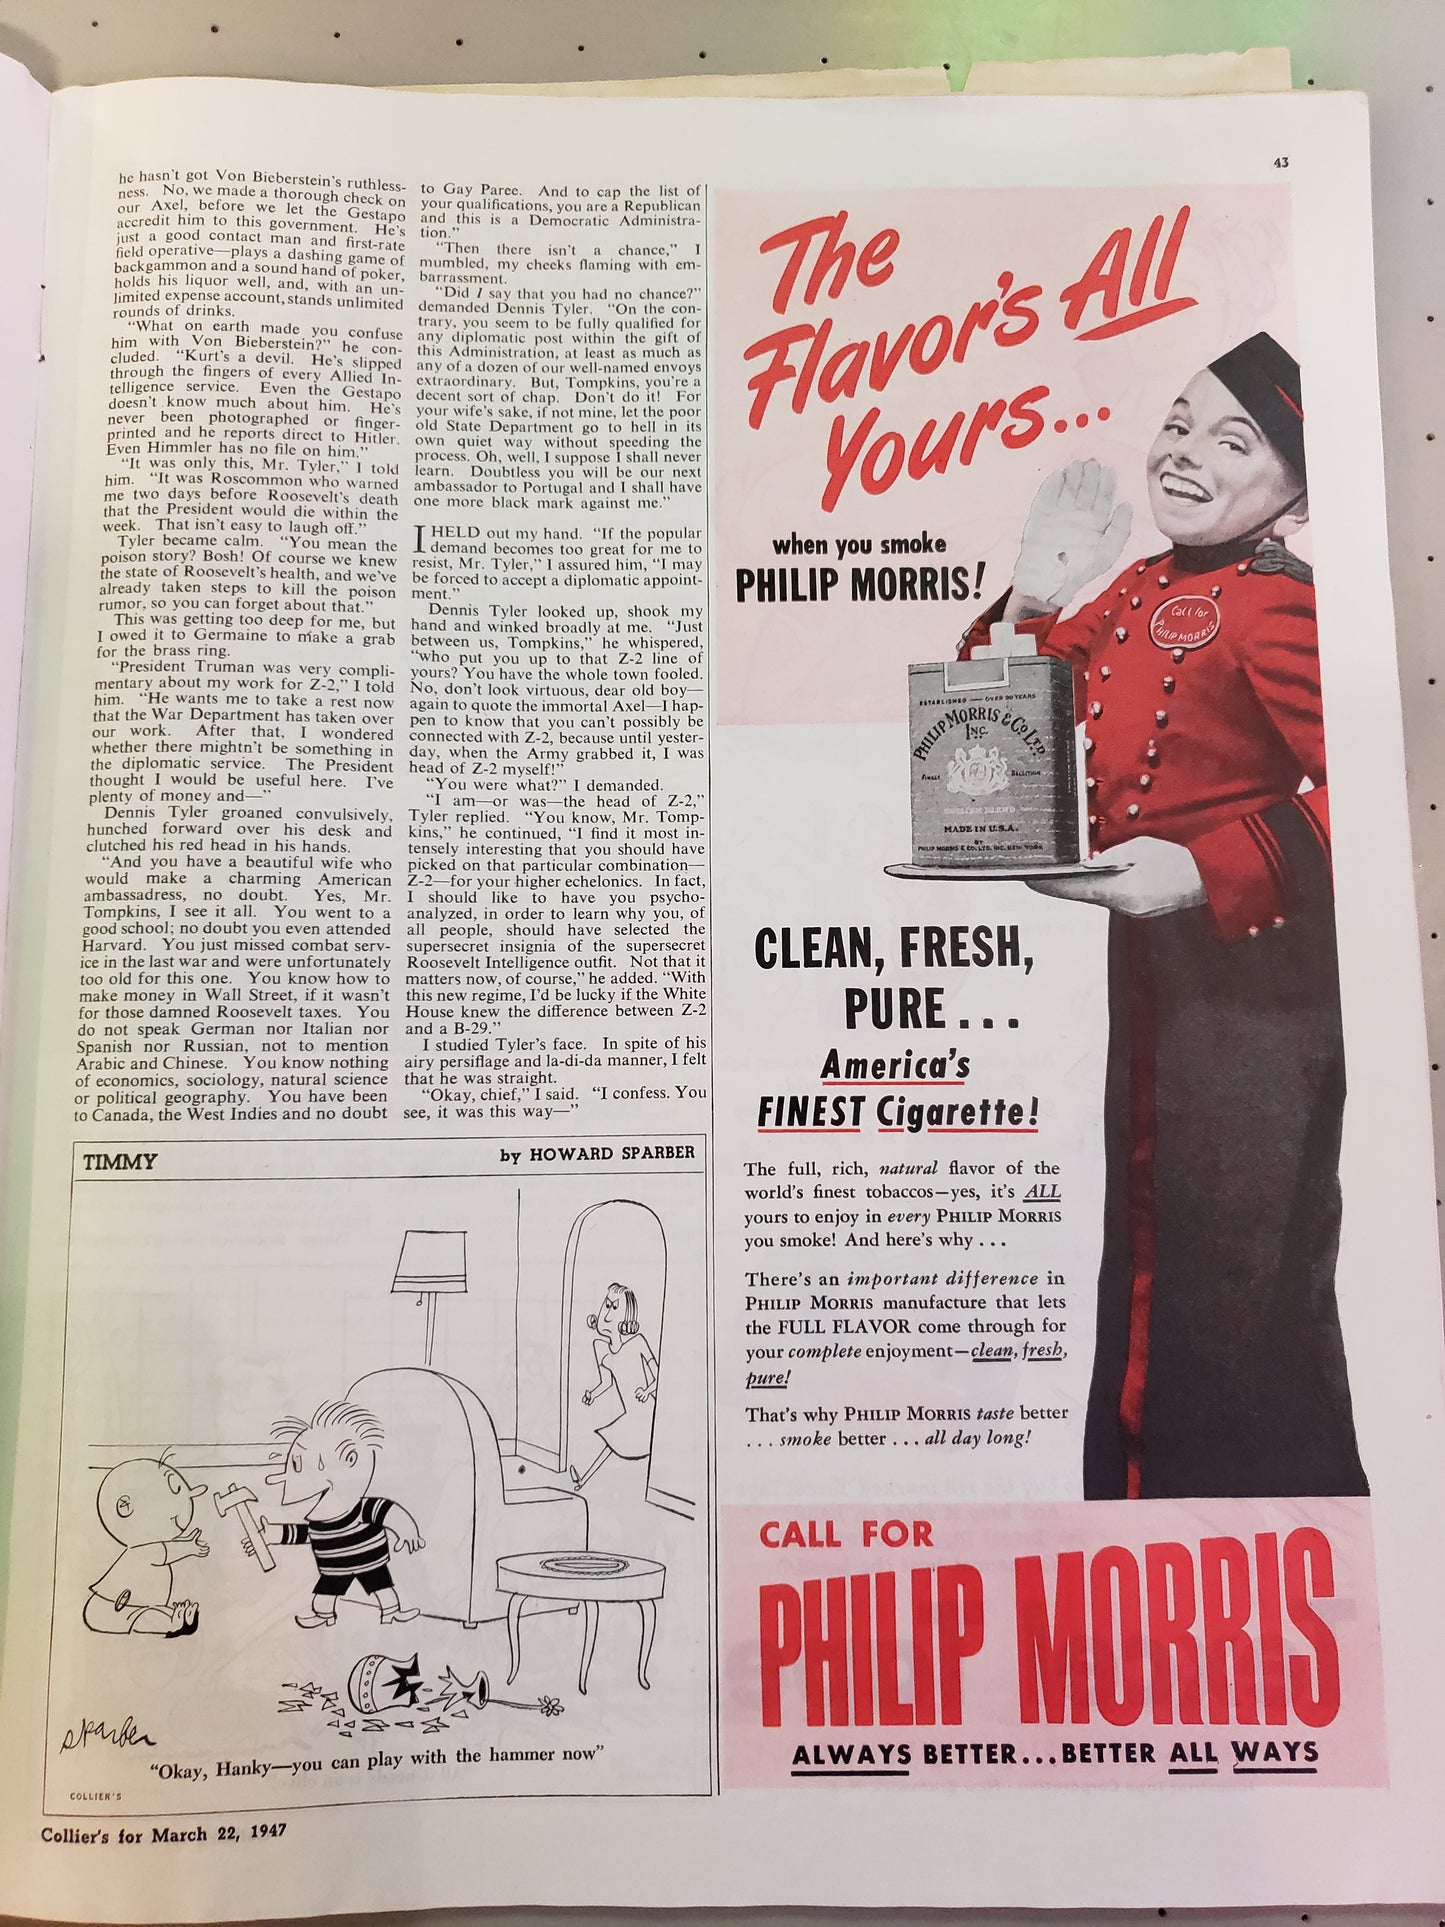 43
he hasn't got Von Bieberstein's ruthless-
ness. No, we made a thorough check on
our Axel, before we let the Gestapo
accredit him to this government. He's
just a good contact man and first-rate
field operative—plays a dashing game of
backgammon and a sound hand of poker,
holds his liquor well, and, with an un-
limited expense account, stands unlimited
rounds of drinks.
"What on earth made you confuse
him with Von Bieberstein?" he con-
cluded. "Kurt's a devil. He's slipped
through the fingers of every Allied In-
telligence service. Even the Gestapo
doesn't know much about him. He's
never been photographed or finger-
printed and he reports direct to Hitler.
Even Himmler has no file on him."
"It was only this, Mr. Tyler," I told
him. "It was Roscommon who warned
me two days before Roosevelt's death
that the President would die within the
week. That isn't easy to laugh off."
Tyler became calm. "You mean the
poison story? Bosh! Of course we knew
the state of Roosevelt's health, and we've
already taken steps to kill the poison
rumor, so you can forget about that."
This was getting too deep for me, but
I owed it to Germaine to make a grab
for the brass ring.
"President Truman was very compli-
mentary about my work for Z-2," I told
him. "He wants me to take a rest now
that the War Department has taken over
our work. After that, I wondered
whether there mightn't be something in
the diplomatic service. The President
thought I would be useful here. I've
plenty of money and—"
Dennis Tyler groaned convulsively,
hunched forward over his desk and
clutched his red head in his hands.
"And you have a beautiful wife who
would make a charming American
ambassadress, no doubt. Yes, Mr.
Tompkins, I see it all. You went to a
good school; no doubt you even attended
Harvard. You just missed combat serv-
ice in the last war and were unfortunately
too old for this one. You know how to
make money in Wall Street, if it wasn't
for those damned Roosevelt taxes. You
do not speak German nor Italian nor
Spanish nor Russian, not to mention
Arabic and Chinese. You know nothing
of economics, sociology, natural science
or political geography. You have been
to Canada, the West Indies and no doubt
to Gay Paree. And to cap the list of
your qualifications, you are a Republican
and this is a Democratic Administra-
tion."
"Then there isn't a chance," I
mumbled, my cheeks flaming with em-
barrassment.
"Did I say that you had no chance?"
demanded Dennis Tyler. "On the con-
trary, you seem to be fully qualified for
any diplomatic post within the gift of
this Administration, at least as much as
any of a dozen of our well-named envoys
extraordinary. But, Tompkins, you're a
decent sort of chap. Don't do it! For
your wife's sake, if not mine, let the poor
old State Department go to hell in its
own quiet way without speeding the
process. Oh, well, I suppose I shall never
learn. Doubtless you will be our next
ambassador to Portugal and I shall have
one more black mark against me."
I HELD out my hand. "If the popular
demand becomes too great for me to
resist, Mr. Tyler," I assured him, "I may
be forced to accept a diplomatic appoint-
ment."
Dennis Tyler looked up, shook my
hand and winked broadly at me. "Just
between us, Tompkins," he whispered,
"who put you up to that Z-2 line of
yours? You have the whole town fooled.
No, don't look virtuous, dear old boy—
again to quote the immortal Axel—I hap-
pen to know that you can't possibly be
connected with Z-2, because until yester-
day, when the Army grabbed it, I was
head of Z-2 myself!"
"You were what?" I demanded.
"I am—or was—the head of Z-2,"
Tyler replied. "You know, Mr. Tomp-
kins," he continued, "I find it most in-
tensely interesting that you should have
picked on that particular combination—
Z-2—for your higher echelonics. In fact,
I should like to have you psycho-
analyzed, in order to learn why you, of
all people, should have selected the
supersecret insignia of the supersecret
Roosevelt Intelligence outfit. Not that it
matters now, of course," he added. "With
this new regime, I'd be lucky if the White
House knew the difference between Z-2
and a B-29."
I studied Tyler's face. In spite of his
airy persiflage and la-di-da manner, I felt
that he was straight.
"Okay, chief," I said. "I confess. You
see, it was this way—"
TIMMY
by HOWARD SPARBER
sparber
"Okay, Hanky—you can play with the hammer now"
COLLIER'S
Collier's for March 22, 1947
The
Flavor's All
Yours...
when you smoke
PHILIP MORRIS!
Call for
PHILIP MORRIS
ESTABLISHED — OVER 90 YEARS
PHILIP MORRIS & CO. LTD.
INC.
FINEST SELECTION
ENGLISH BLEND
MADE IN U.S.A.
BY
PHILIP MORRIS & CO. LTD. INC. NEW YORK
CLEAN, FRESH,
PURE...
America's
FINEST Cigarette!
The full, rich, natural flavor of the
world's finest tobaccos—yes, it's ALL
yours to enjoy in every PHILIP MORRIS
you smoke! And here's why . . .
There's an important difference in
PHILIP MORRIS manufacture that lets
the FULL FLAVOR come through for
your complete enjoyment—clean, fresh,
pure!
That's why PHILIP MORRIS taste better
. . . smoke better . . . all day long!
CALL FOR
PHILIP MORRIS
ALWAYS BETTER...BETTER ALL WAYS